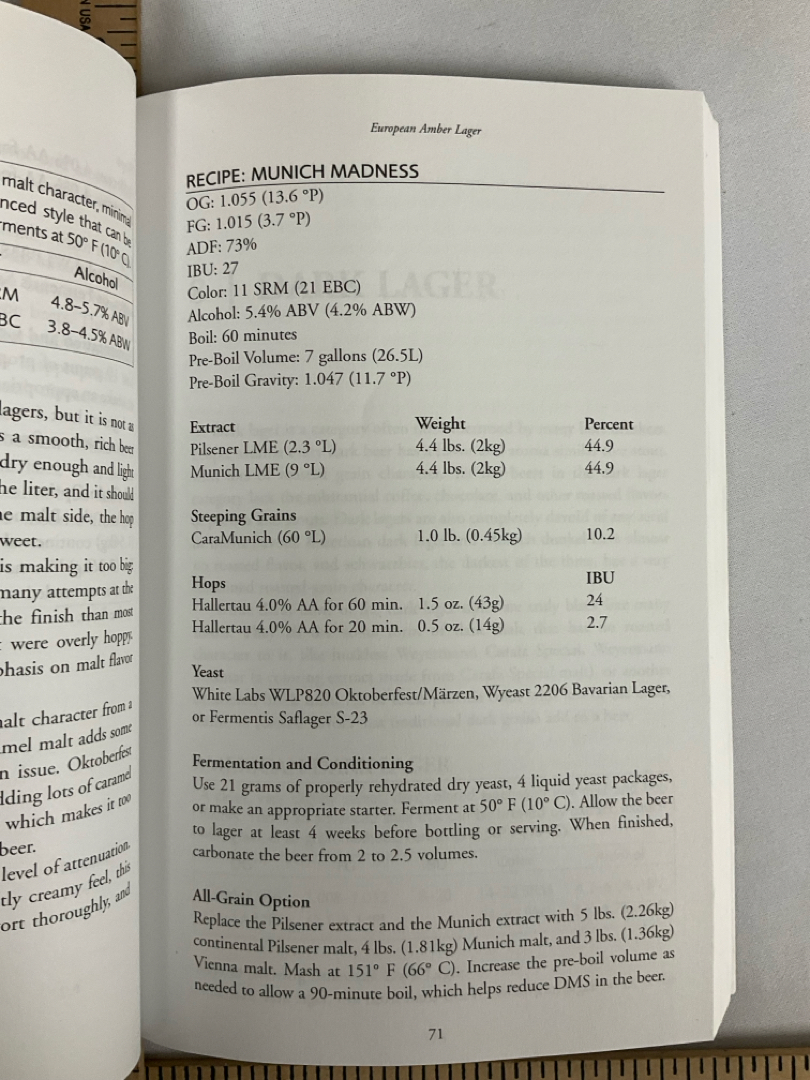 N USA
malt character, minimal
nced style that can be
rments at 50° F (10° C).
Alcohol
RM 4.8–5.7% ABV
BC 3.8–4.5% ABW
lagers, but it is not a
s a smooth, rich beer
dry enough and light
he liter, and it should
e malt side, the hop
weet.
is making it too big;
many attempts at the
the finish than most
were overly hoppy.
phasis on malt flavor
alt character from a
mel malt adds some
n issue. Oktoberfest
dding lots of caramel
which makes it too
beer.
level of attenuation.
tly creamy feel, this
ort thoroughly, and
European Amber Lager
RECIPE: MUNICH MADNESS
OG: 1.055 (13.6 °P)
FG: 1.015 (3.7 °P)
ADF: 73%
IBU: 27
Color: 11 SRM (21 EBC)
Alcohol: 5.4% ABV (4.2% ABW)
Boil: 60 minutes
Pre-Boil Volume: 7 gallons (26.5L)
Pre-Boil Gravity: 1.047 (11.7 °P)
Extract Weight Percent
Pilsener LME (2.3 °L) 4.4 lbs. (2kg) 44.9
Munich LME (9 °L) 4.4 lbs. (2kg) 44.9
Steeping Grains
CaraMunich (60 °L) 1.0 lb. (0.45kg) 10.2
Hops IBU
Hallertau 4.0% AA for 60 min. 1.5 oz. (43g) 24
Hallertau 4.0% AA for 20 min. 0.5 oz. (14g) 2.7
Yeast
White Labs WLP820 Oktoberfest/Märzen, Wyeast 2206 Bavarian Lager,
or Fermentis Saflager S-23
Fermentation and Conditioning
Use 21 grams of properly rehydrated dry yeast, 4 liquid yeast packages,
or make an appropriate starter. Ferment at 50° F (10° C). Allow the beer
to lager at least 4 weeks before bottling or serving. When finished,
carbonate the beer from 2 to 2.5 volumes.
All-Grain Option
Replace the Pilsener extract and the Munich extract with 5 lbs. (2.26kg)
continental Pilsener malt, 4 lbs. (1.81kg) Munich malt, and 3 lbs. (1.36kg)
Vienna malt. Mash at 151° F (66° C). Increase the pre-boil volume as
needed to allow a 90-minute boil, which helps reduce DMS in the beer.
71